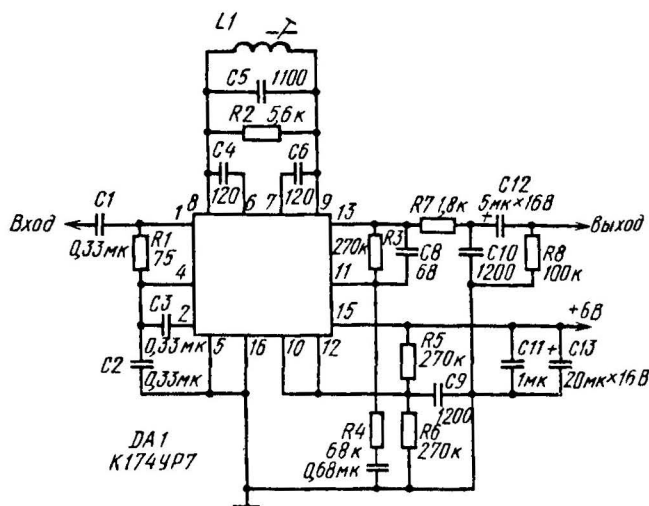 L1
C5 1100
R2 5,6к
C4 C6
120 120
8 6 7 9
C1 C12
R7 1,8к 5мк×16В
Вход 1 13 + Выход
0,33мк R1 270к R3 C8 C10 R8
75 68 1200 100к
4 11
C3 2 15 +6В
0,33мк 5 16 10 12 R5 C11 + C13
C2 0,33мк 270к C9 1мк 20мк×16В
1200
R4 R6
DA1 68к 270к
К174УР7 0,68мк